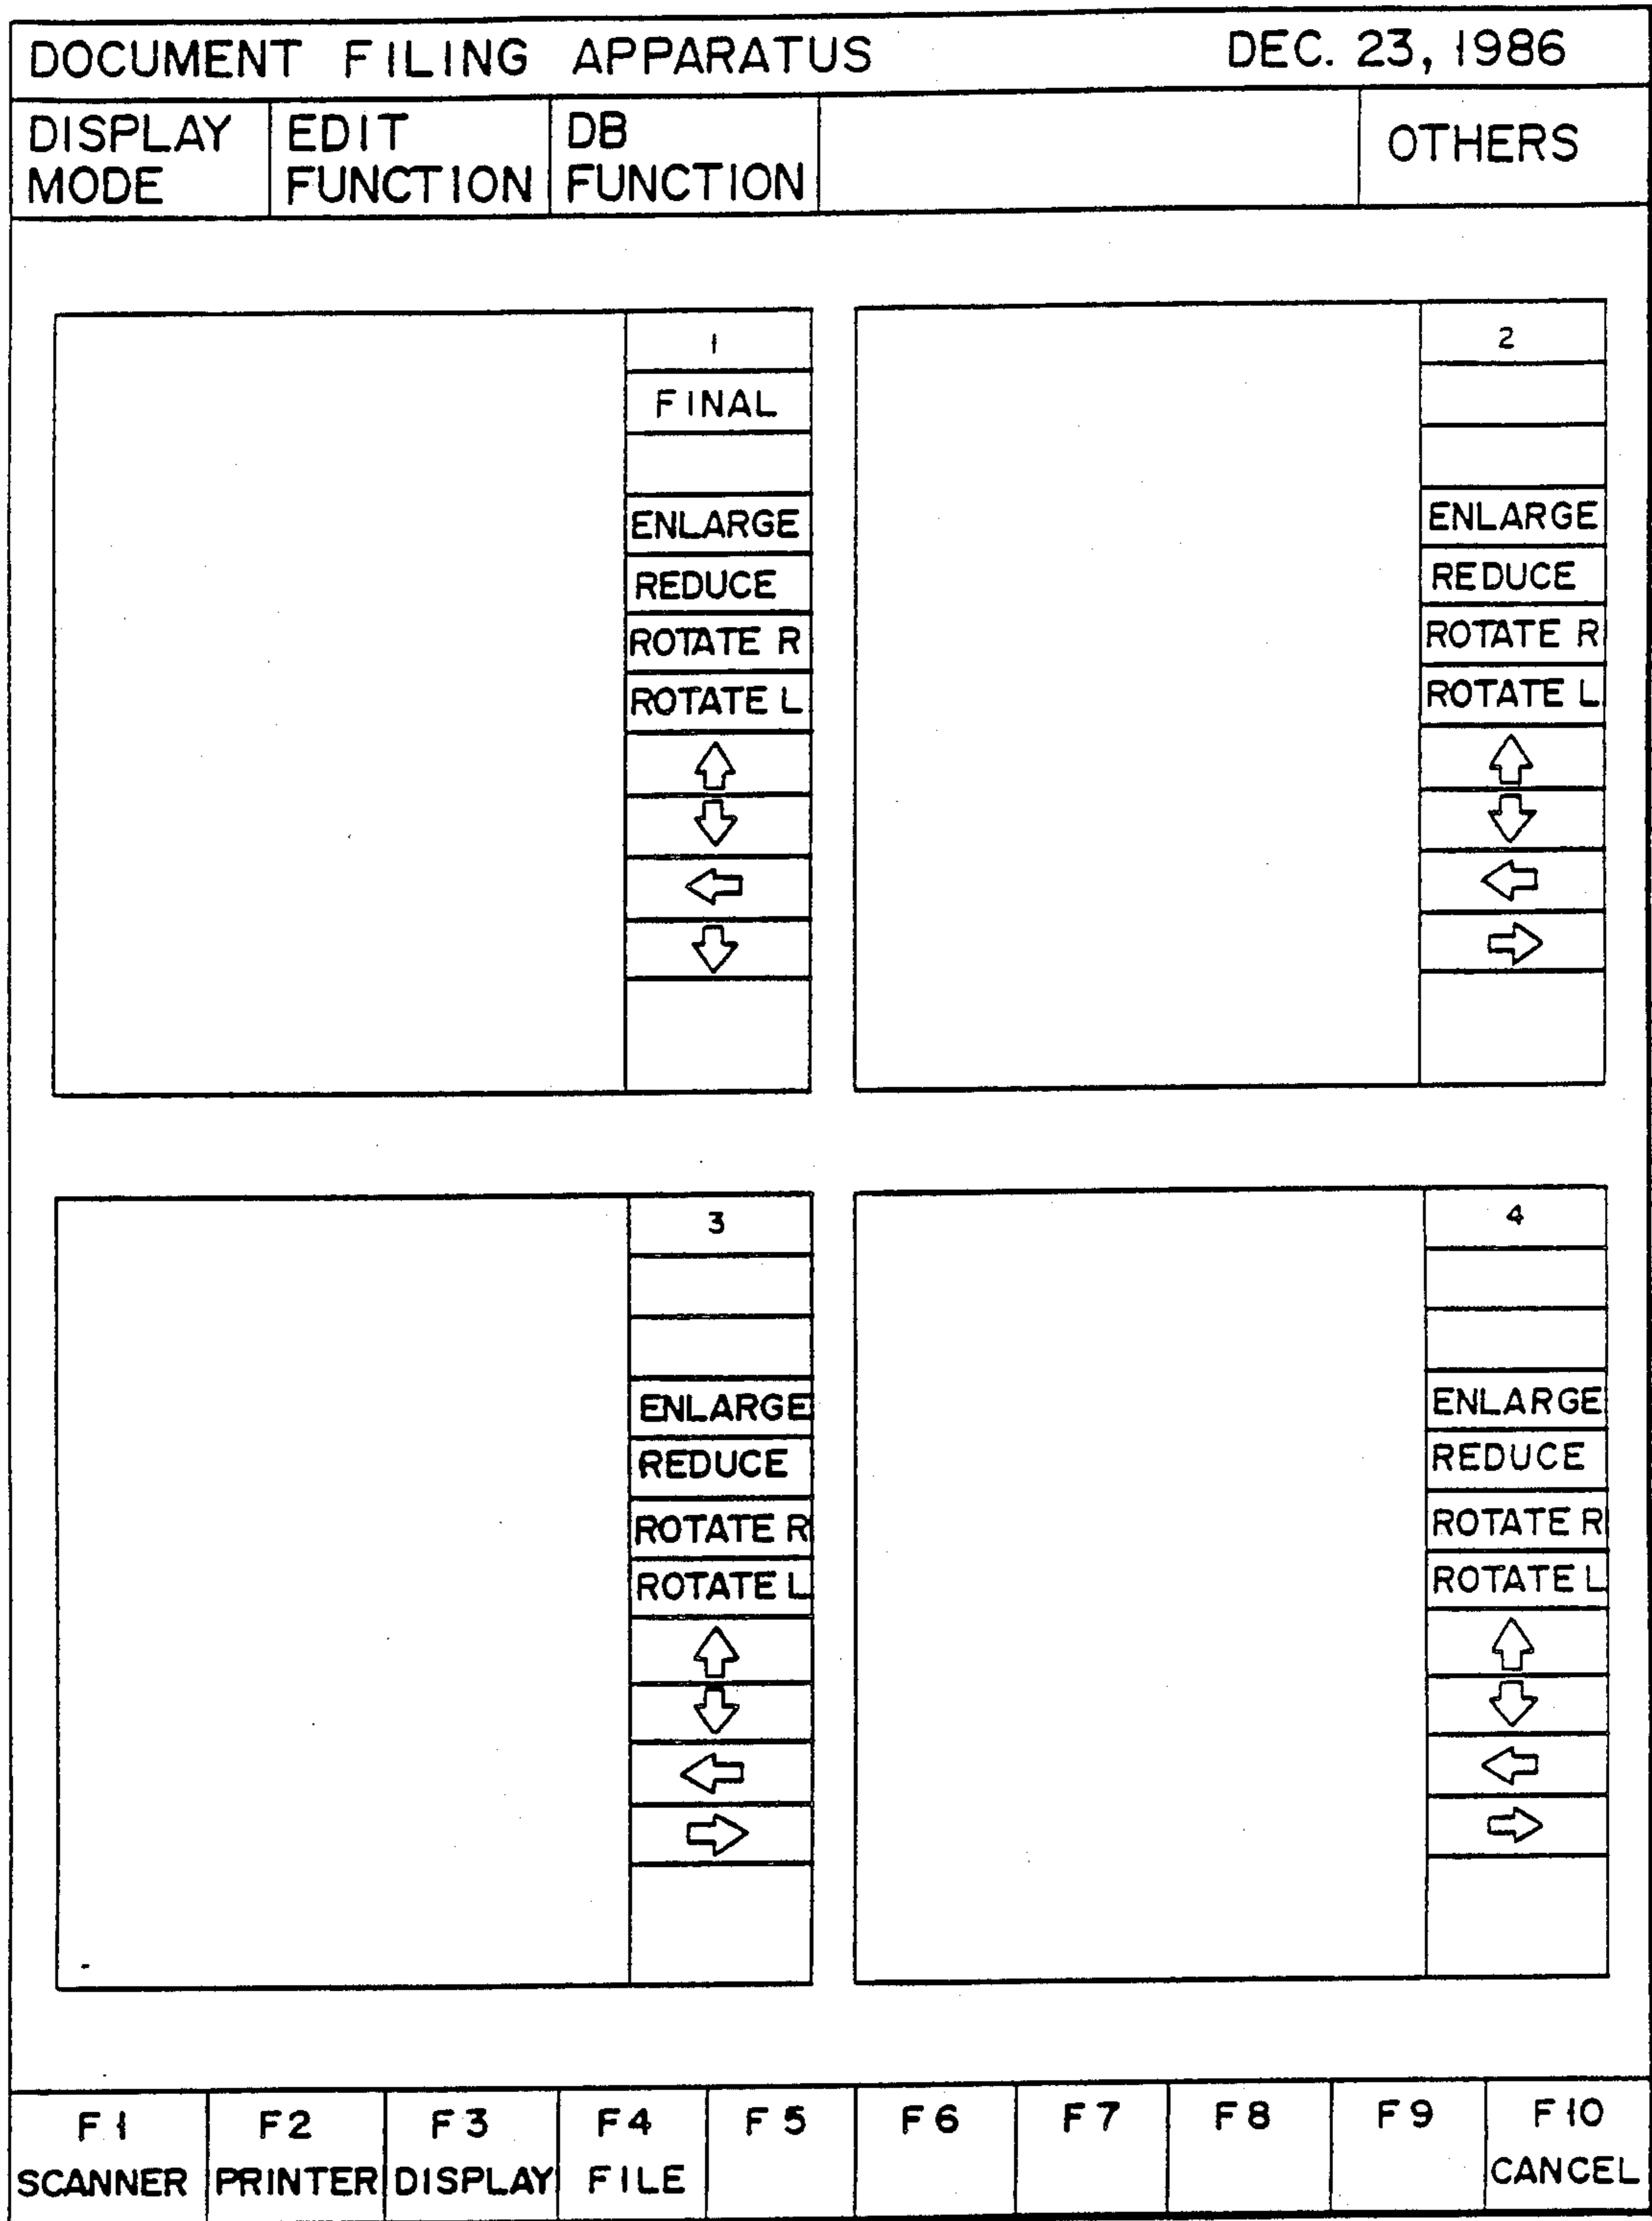 DOCUMENT FILING APPARATUS DEC. 23, 1986
DISPLAY MODE
EDIT FUNCTION
DB FUNCTION
OTHERS
1
FINAL
ENLARGE
REDUCE
ROTATE R
ROTATE L
2
ENLARGE
REDUCE
ROTATE R
ROTATE L
3
ENLARGE
REDUCE
ROTATE R
ROTATE L
4
ENLARGE
REDUCE
ROTATE R
ROTATE L
F1 F2 F3 F4 F5 F6 F7 F8 F9 F10
SCANNER PRINTER DISPLAY FILE CANCEL